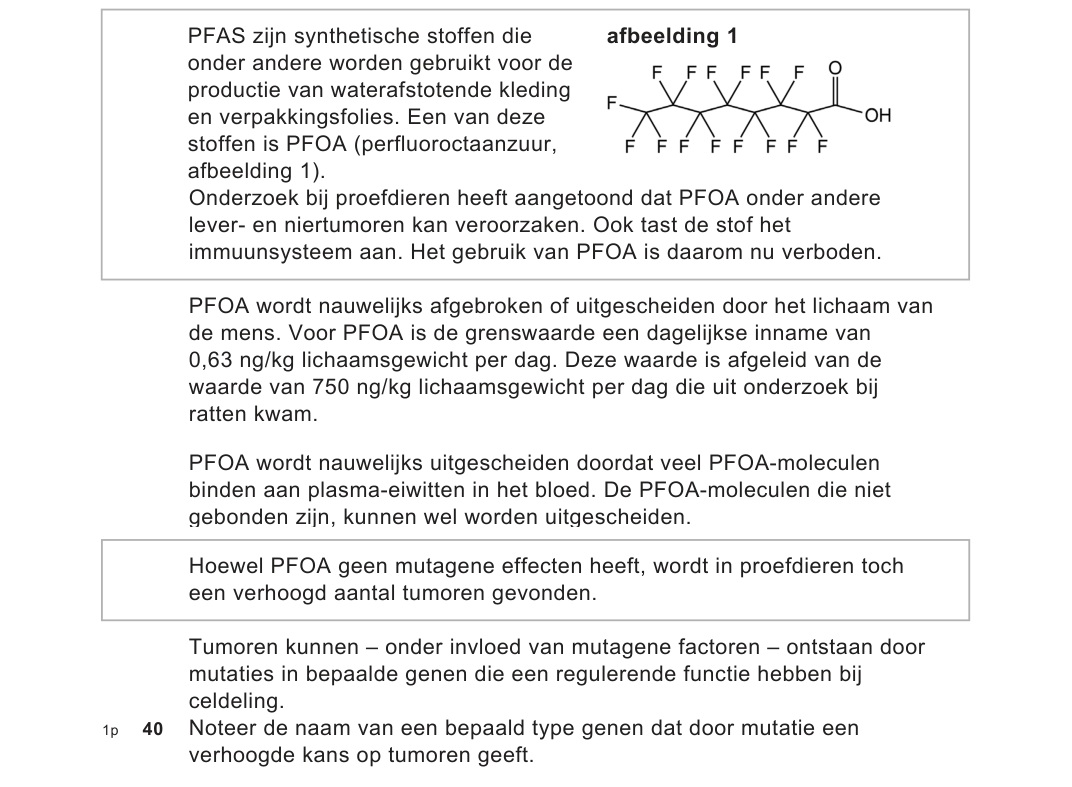 PFAS zijn synthetische stoffen die
onder andere worden gebruikt voor de
productie van waterafstotende kleding
en verpakkingsfolies. Een van deze
stoffen is PFOA (perfluoroctaanzuur,
afbeelding 1).
afbeelding 1
F F F F F F O
F
OH
F F F F F F F F
Onderzoek bij proefdieren heeft aangetoond dat PFOA onder andere
lever- en niertumoren kan veroorzaken. Ook tast de stof het
immuunsysteem aan. Het gebruik van PFOA is daarom nu verboden.
PFOA wordt nauwelijks afgebroken of uitgescheiden door het lichaam van
de mens. Voor PFOA is de grenswaarde een dagelijkse inname van
0,63 ng/kg lichaamsgewicht per dag. Deze waarde is afgeleid van de
waarde van 750 ng/kg lichaamsgewicht per dag die uit onderzoek bij
ratten kwam.
PFOA wordt nauwelijks uitgescheiden doordat veel PFOA-moleculen
binden aan plasma-eiwitten in het bloed. De PFOA-moleculen die niet
gebonden zijn, kunnen wel worden uitgescheiden.
Hoewel PFOA geen mutagene effecten heeft, wordt in proefdieren toch
een verhoogd aantal tumoren gevonden.
Tumoren kunnen – onder invloed van mutagene factoren – ontstaan door
mutaties in bepaalde genen die een regulerende functie hebben bij
celdeling.
1p 40 Noteer de naam van een bepaald type genen dat door mutatie een
verhoogde kans op tumoren geeft.